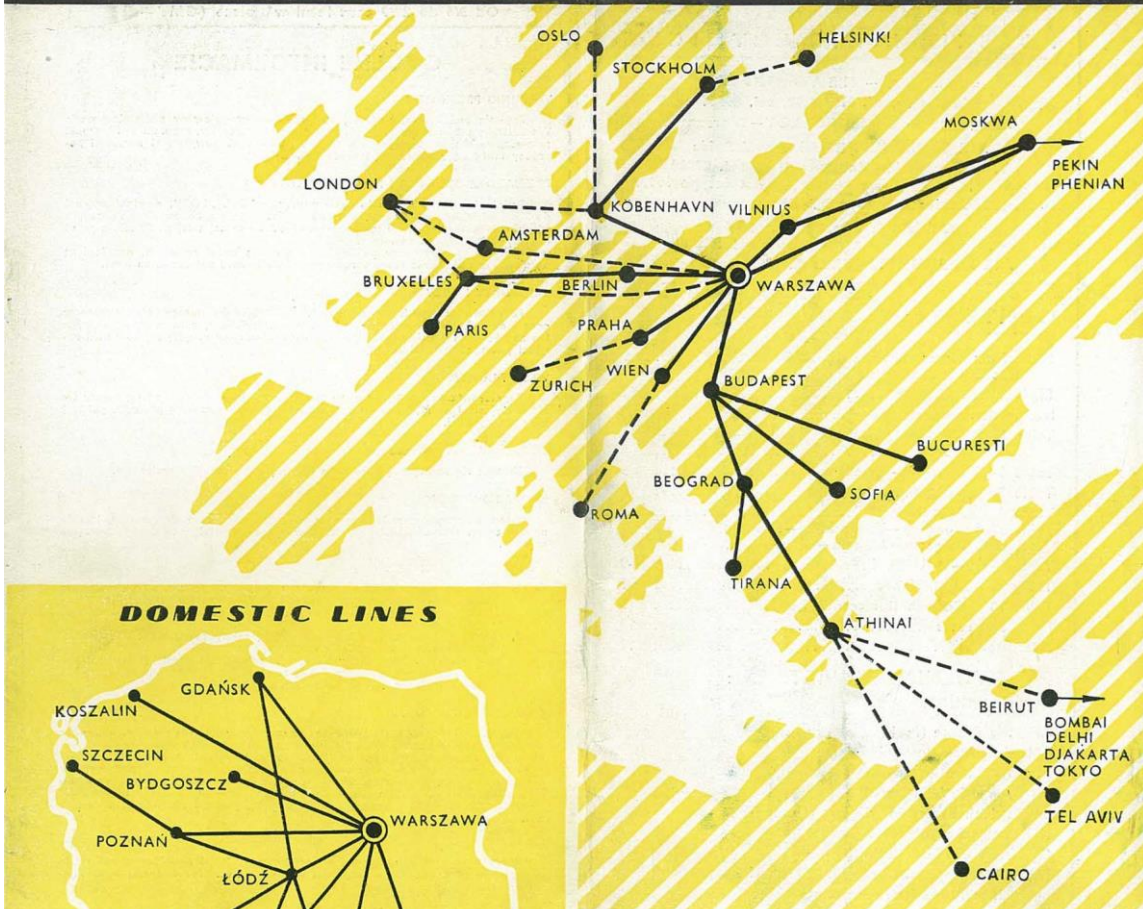 OSLO
HELSINKI
STOCKHOLM
MOSKWA
PEKIN
PHENIAN
LONDON
KÖBENHAVN
VILNIUS
AMSTERDAM
BRUXELLES
BERLIN
WARSZAWA
PARIS
PRAHA
ZÜRICH
WIEN
BUDAPEST
BUCURESTI
BEOGRAD
SOFIA
ROMA
TIRANA
ATHINAI
BEIRUT
BOMBAI
DELHI
DJAKARTA
TOKYO
TEL AVIV
CAIRO
DOMESTIC LINES
GDAŃSK
KOSZALIN
SZCZECIN
BYDGOSZCZ
WARSZAWA
POZNAŃ
ŁÓDŹ